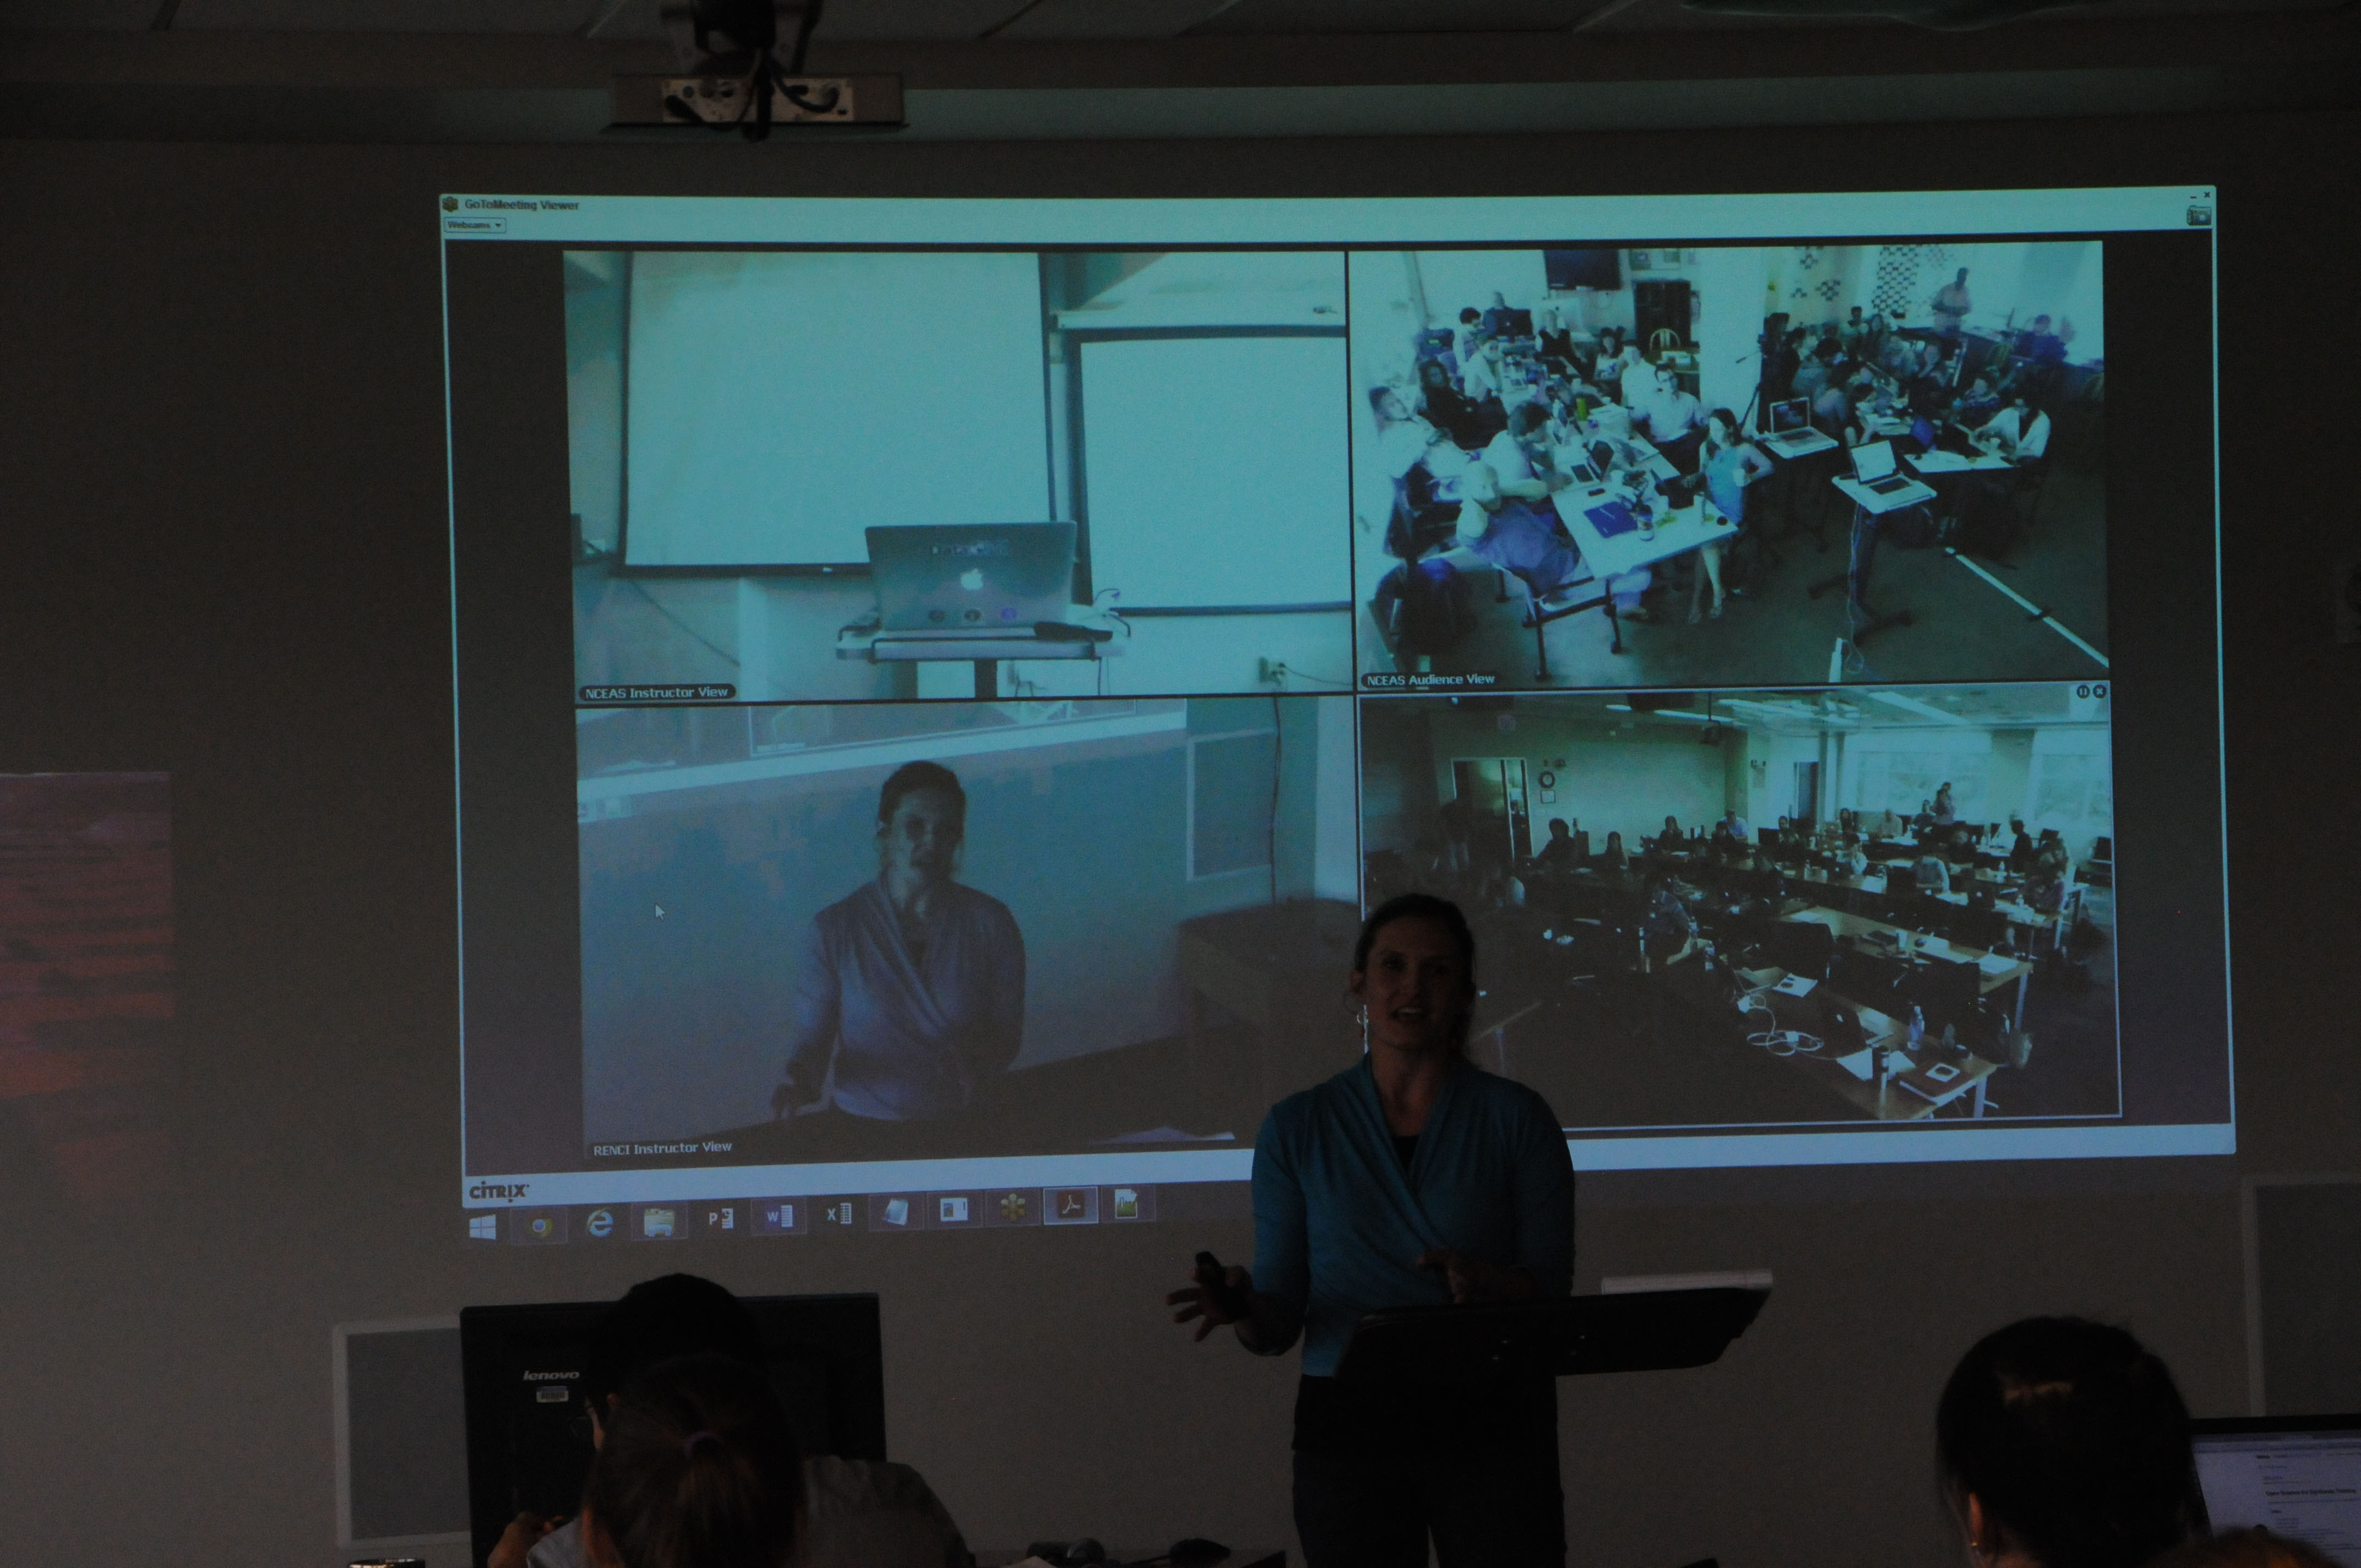 GoToMeeting Viewer
Webcams
NCEAS Instructor View
NCEAS Audience View
RENCI Instructor View
CITRIX
lenovo